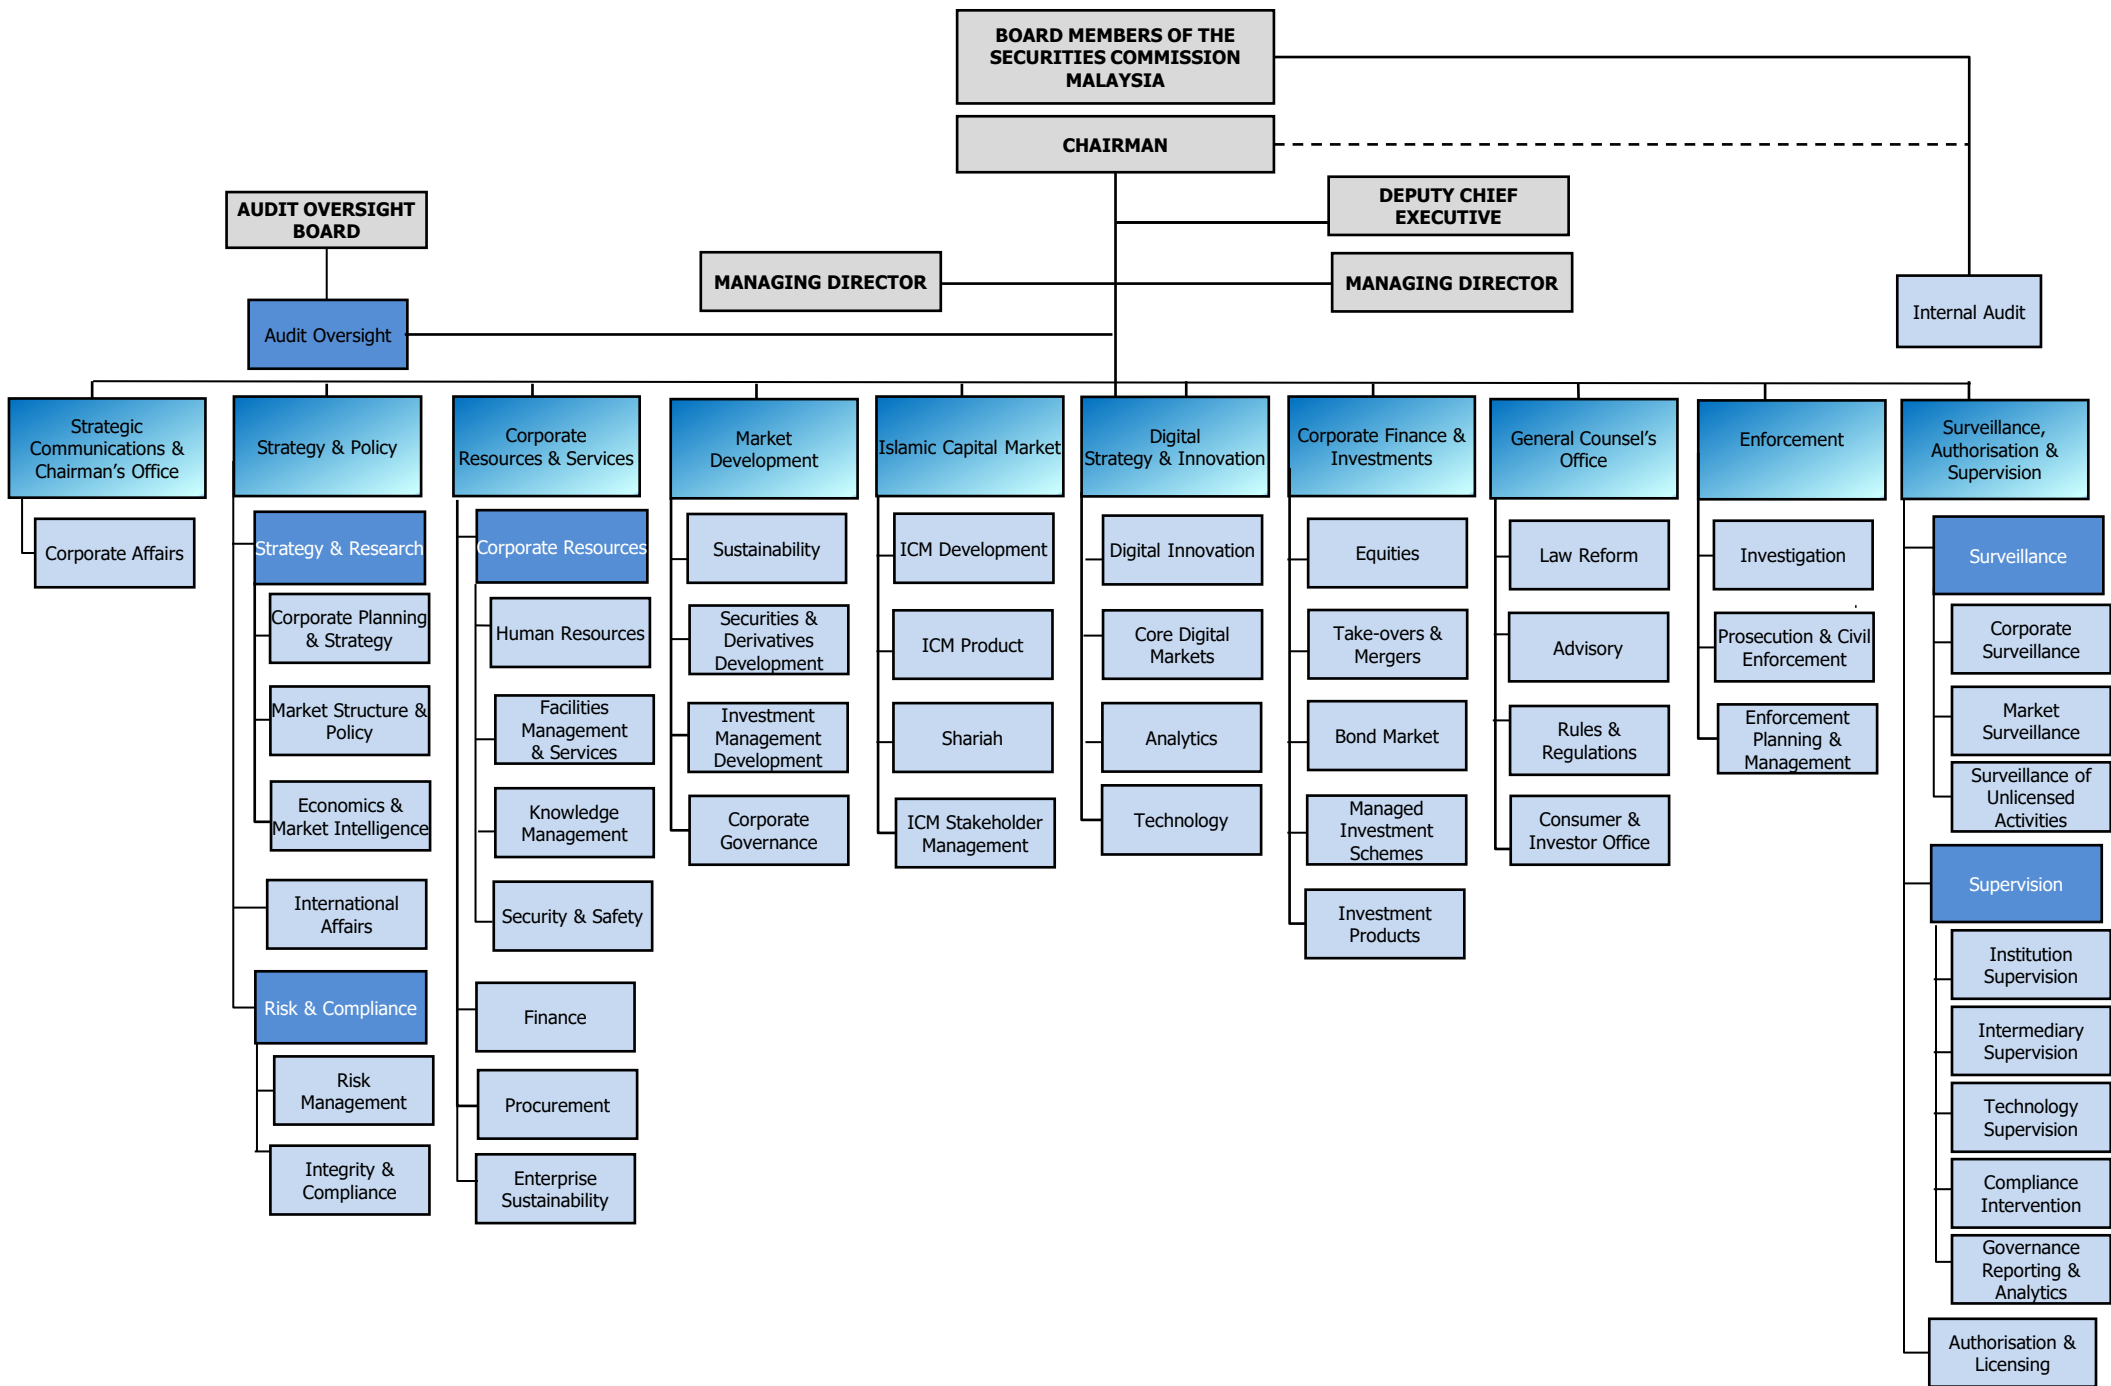 BOARD MEMBERS OF THE
SECURITIES COMMISSION
MALAYSIA
CHAIRMAN
DEPUTY CHIEF
EXECUTIVE
AUDIT OVERSIGHT
BOARD
MANAGING DIRECTOR
MANAGING DIRECTOR
Audit Oversight
Internal Audit
Strategic
Communications &
Chairman's Office
Corporate Affairs
Strategy & Policy
Strategy & Research
Corporate Planning
& Strategy
Market Structure &
Policy
Economics &
Market Intelligence
International
Affairs
Risk & Compliance
Risk
Management
Integrity &
Compliance
Corporate
Resources & Services
Corporate Resources
Human Resources
Facilities
Management
& Services
Knowledge
Management
Security & Safety
Finance
Procurement
Enterprise
Sustainability
Market
Development
Sustainability
Securities &
Derivatives
Development
Investment
Management
Development
Corporate
Governance
Islamic Capital Market
ICM Development
ICM Product
Shariah
ICM Stakeholder
Management
Digital
Strategy & Innovation
Digital Innovation
Core Digital
Markets
Analytics
Technology
Corporate Finance &
Investments
Equities
Take-overs &
Mergers
Bond Market
Managed
Investment
Schemes
Investment
Products
General Counsel's
Office
Law Reform
Advisory
Rules &
Regulations
Consumer &
Investor Office
Enforcement
Investigation
Prosecution & Civil
Enforcement
Enforcement
Planning &
Management
Surveillance,
Authorisation &
Supervision
Surveillance
Corporate
Surveillance
Market
Surveillance
Surveillance of
Unlicensed
Activities
Supervision
Institution
Supervision
Intermediary
Supervision
Technology
Supervision
Compliance
Intervention
Governance
Reporting &
Analytics
Authorisation &
Licensing